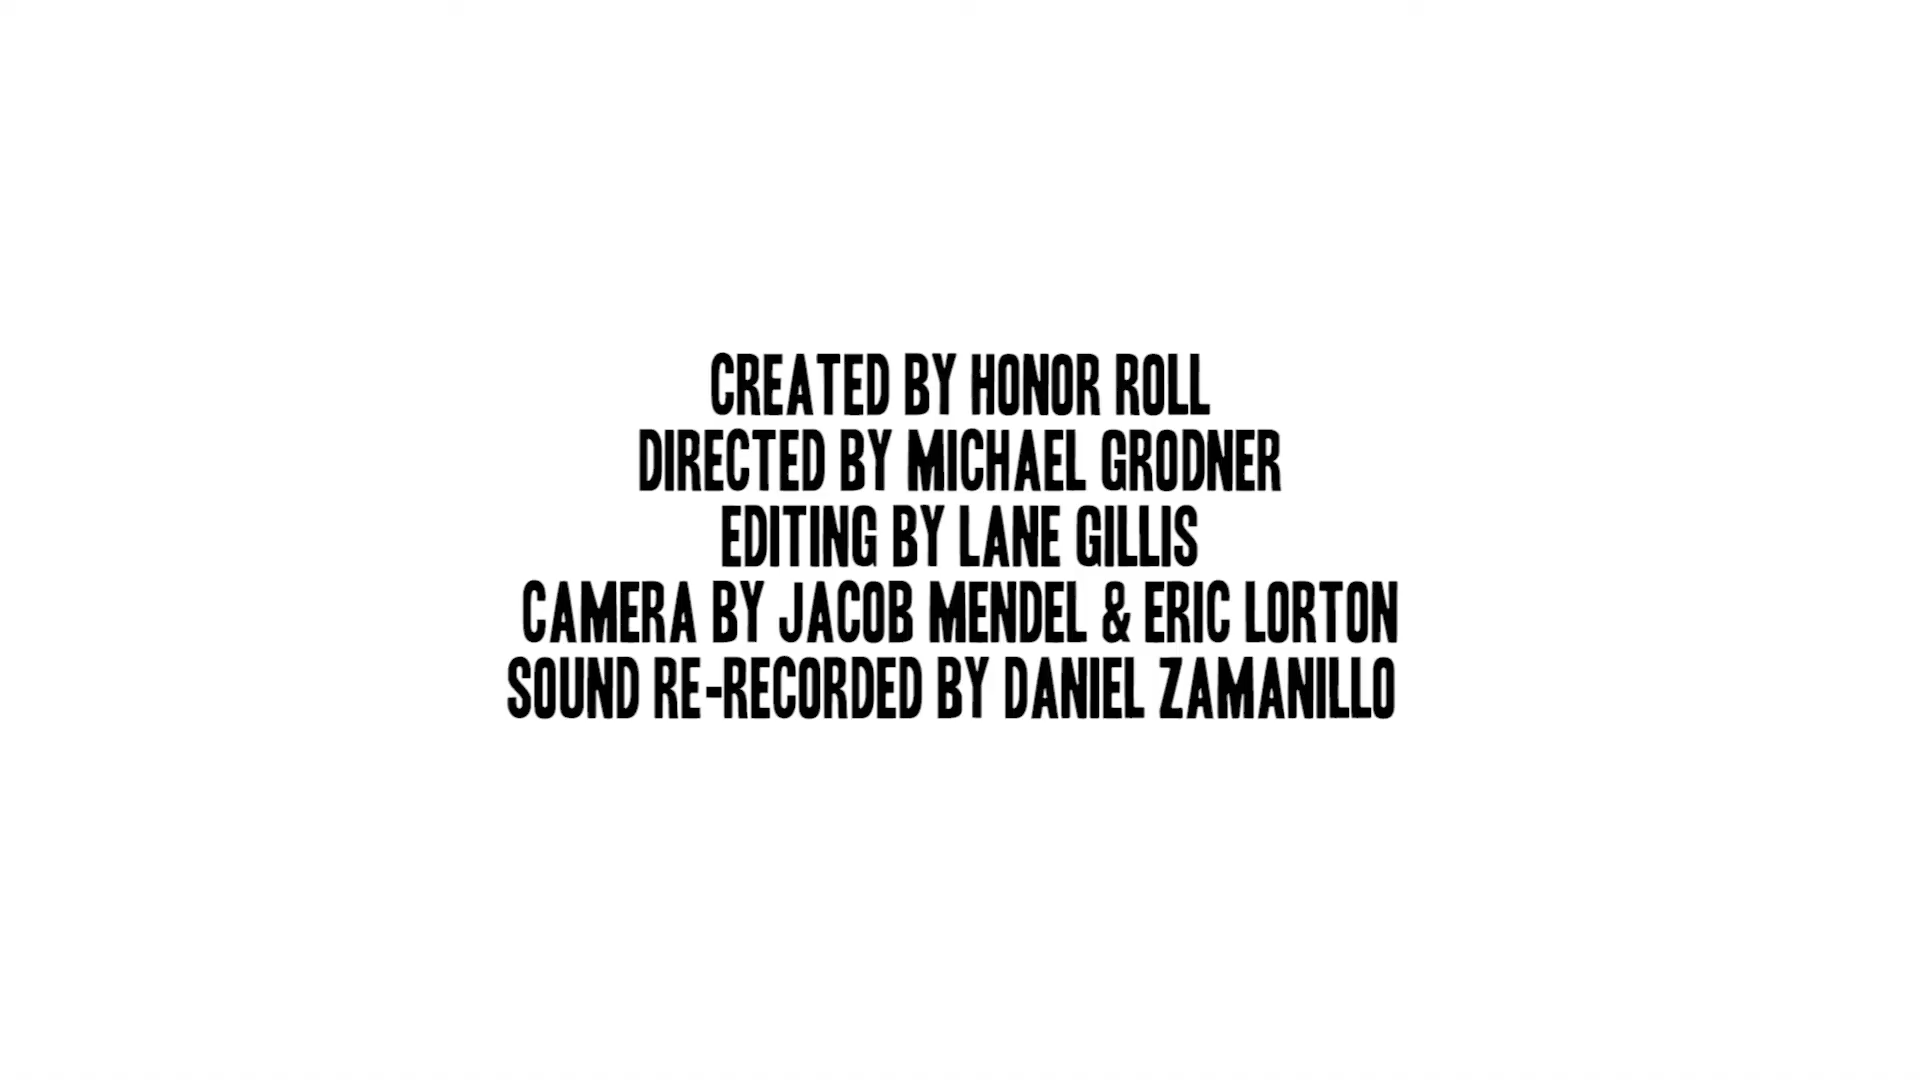 CREATED BY HONOR ROLL
DIRECTED BY MICHAEL GRODNER
EDITING BY LANE GILLIS
CAMERA BY JACOB MENDEL & ERIC LORTON
SOUND RE-RECORDED BY DANIEL ZAMANILLO